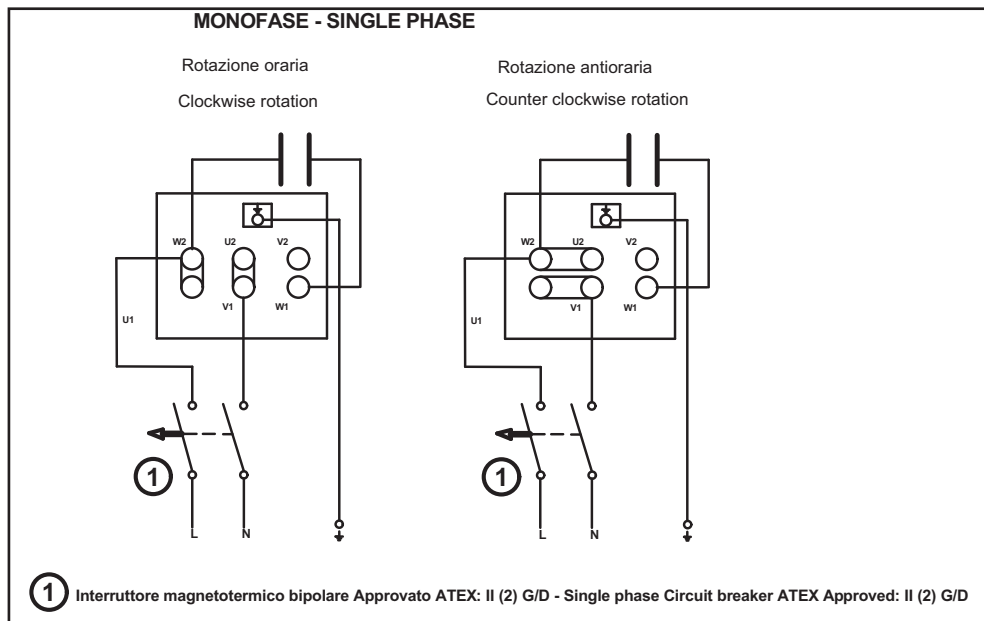 MONOFASE - SINGLE PHASE
Rotazione oraria
Clockwise rotation
Rotazione antioraria
Counter clockwise rotation
W2 U2 V2
V1 W1
U1
1
L N
W2 U2 V2
V1 W1
U1
1
L N
1 Interruttore magnetotermico bipolare Approvato ATEX: II (2) G/D - Single phase Circuit breaker ATEX Approved: II (2) G/D